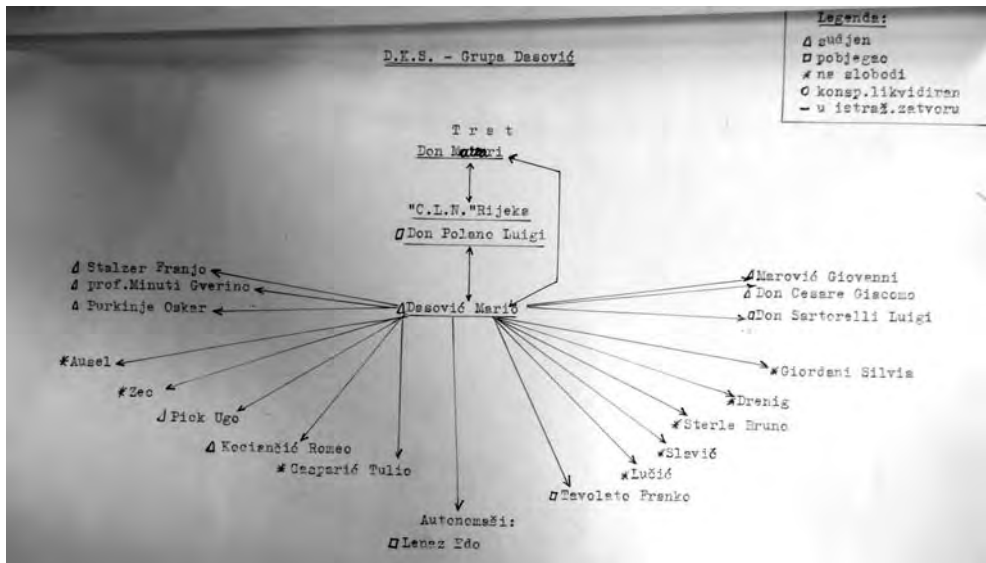 D.K.S. - Grupa Dasović
Legenda:
sudjen
pobjegao
na slobodi
konsp.likvidiran
u istraž.zatvoru
Trst
Don
"C.L.N."Rijeka
Don Polano Luigi
Dasović Mario
Stalzer Franjo
prof.Minuti Gverino
Purkinje Oskar
Ausel
Zec
Pick Ugo
Kociančić Romeo
Gasparić Tulio
Autonomaši:
Lenaz Edo
Marović Giovanni
Don Cesare Giacomo
Don Sartorelli Luigi
Giordani Silvia
Drenig
Sterle Bruno
Slavić
Lučić
Tavolato Franko